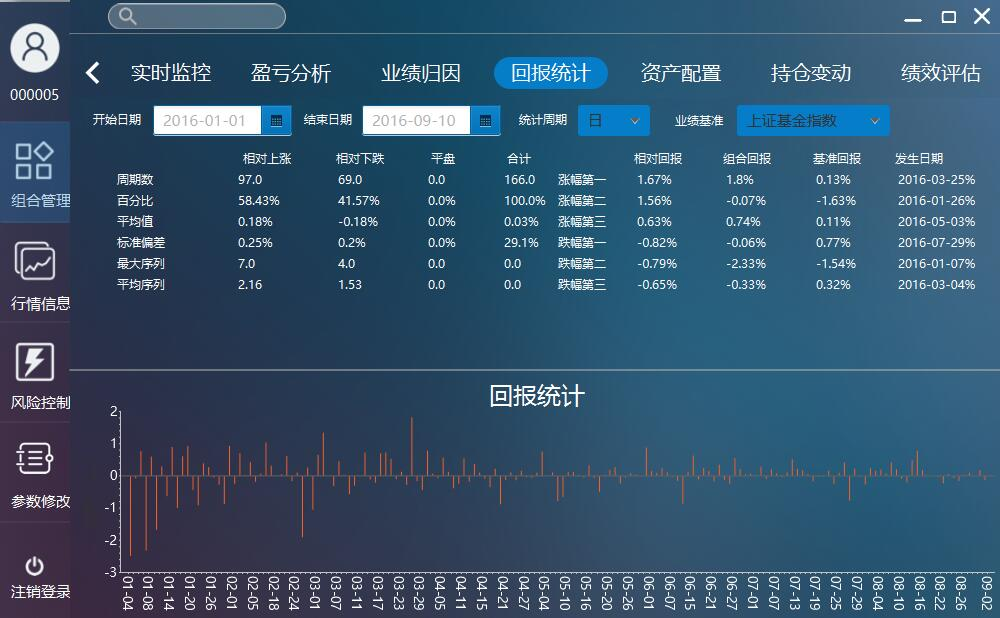 000005
组合管理
行情信息
风险控制
参数修改
注销登录
实时监控 盈亏分析 业绩归因 回报统计 资产配置 持仓变动 绩效评估
开始日期 2016-01-01 结束日期 2016-09-10 统计周期 日 业绩基准 上证基金指数
相对上涨 相对下跌 平盘 合计 相对回报 组合回报 基准回报 发生日期
周期数 97.0 69.0 0.0 166.0 涨幅第一 1.67% 1.8% 0.13% 2016-03-25%
百分比 58.43% 41.57% 0.0% 100.0% 涨幅第二 1.56% -0.07% -1.63% 2016-01-26%
平均值 0.18% -0.18% 0.0% 0.03% 涨幅第三 0.63% 0.74% 0.11% 2016-05-03%
标准偏差 0.25% 0.2% 0.0% 29.1% 跌幅第一 -0.82% -0.06% 0.77% 2016-07-29%
最大序列 7.0 4.0 0.0 0.0 跌幅第二 -0.79% -2.33% -1.54% 2016-01-07%
平均序列 2.16 1.53 0.0 0.0 跌幅第三 -0.65% -0.33% 0.32% 2016-03-04%
回报统计
2
1
0
-1
-2
-3
01-04 01-08 01-14 01-20 01-26 02-01 02-05 02-18 02-24 03-01 03-07 03-11 03-17 03-23 03-29 04-05 04-11 04-15 04-21 04-27 05-04 05-10 05-16 05-20 05-26 06-01 06-07 06-15 06-21 06-27 07-01 07-07 07-13 07-19 07-25 07-29 08-04 08-10 08-16 08-22 08-26 09-02